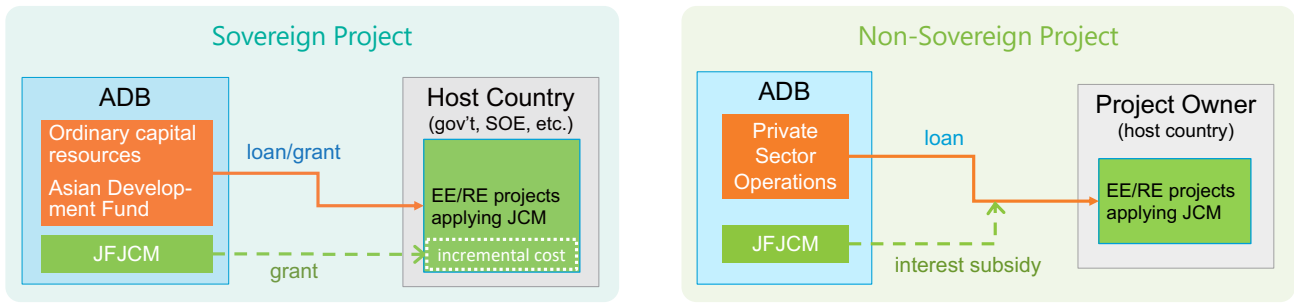 Sovereign Project
ADB
Ordinary capital
resources
Asian Develop-
ment Fund
JFJCM
loan/grant
grant
Host Country
(gov't, SOE, etc.)
EE/RE projects
applying JCM
incremental cost
Non-Sovereign Project
ADB
Private
Sector
Operations
JFJCM
loan
interest subsidy
Project Owner
(host country)
EE/RE projects
applying JCM